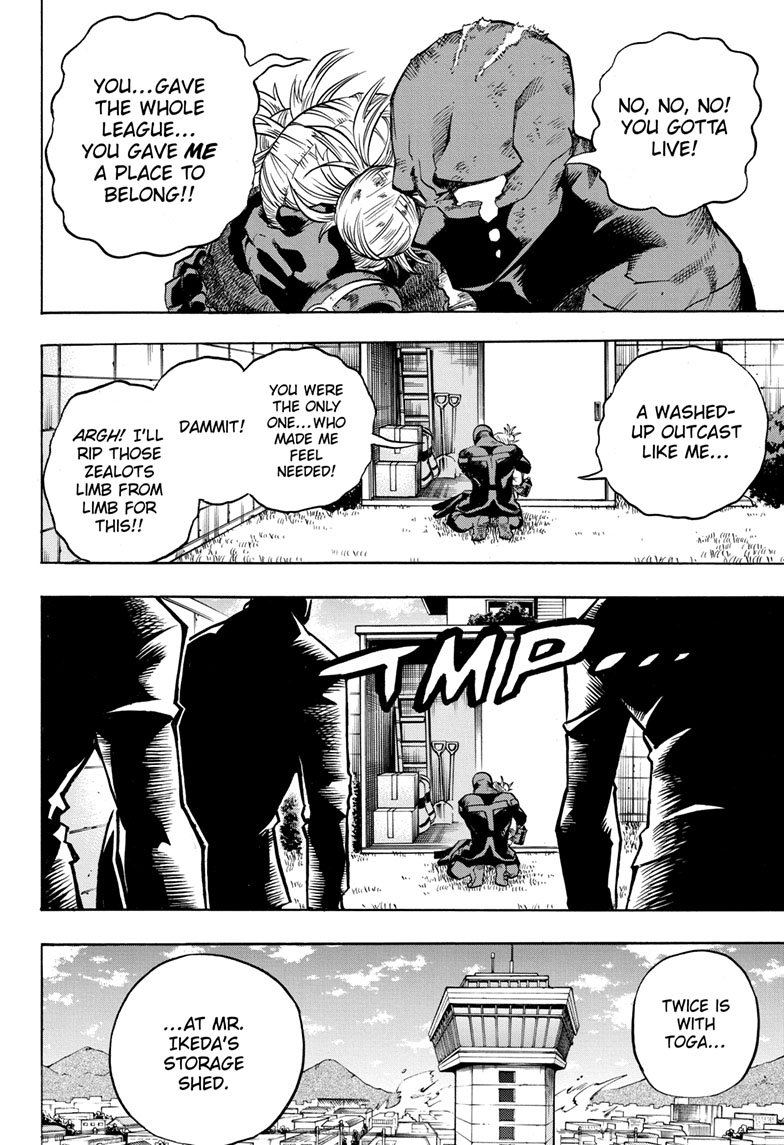 NO, NO, NO!
YOU GOTTA
LIVE!
YOU...GAVE
THE WHOLE
LEAGUE...
YOU GAVE ME
A PLACE TO
BELONG!!
A WASHED-
UP OUTCAST
LIKE ME...
YOU WERE
THE ONLY
ONE...WHO
MADE ME
FEEL
NEEDED!
DAMMIT!
ARGH! I'LL
RIP THOSE
ZEALOTS
LIMB FROM
LIMB FOR
THIS!!
TMP...
TWICE IS
WITH
TOGA...
...AT MR.
IKEDA'S
STORAGE
SHED.